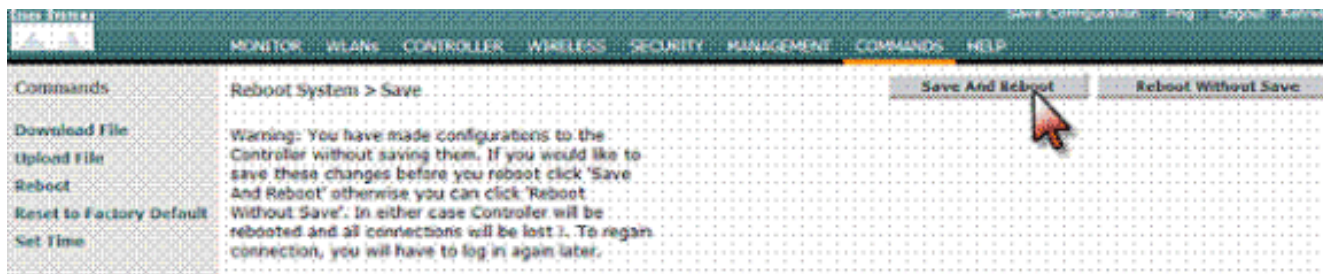 Cisco Systems
Save Configuration Ping Logout Refresh
MONITOR WLANs CONTROLLER WIRELESS SECURITY MANAGEMENT COMMANDS HELP
Commands
Download File
Upload File
Reboot
Reset to Factory Default
Set Time
Reboot System > Save
Save And Reboot
Reboot Without Save
Warning: You have made configurations to the
Controller without saving them. If you would like to
save these changes before you reboot click 'Save
And Reboot' otherwise you can click 'Reboot
Without Save'. In either case Controller will be
rebooted and all connections will be lost !. To regain
connection, you will have to log in again later.